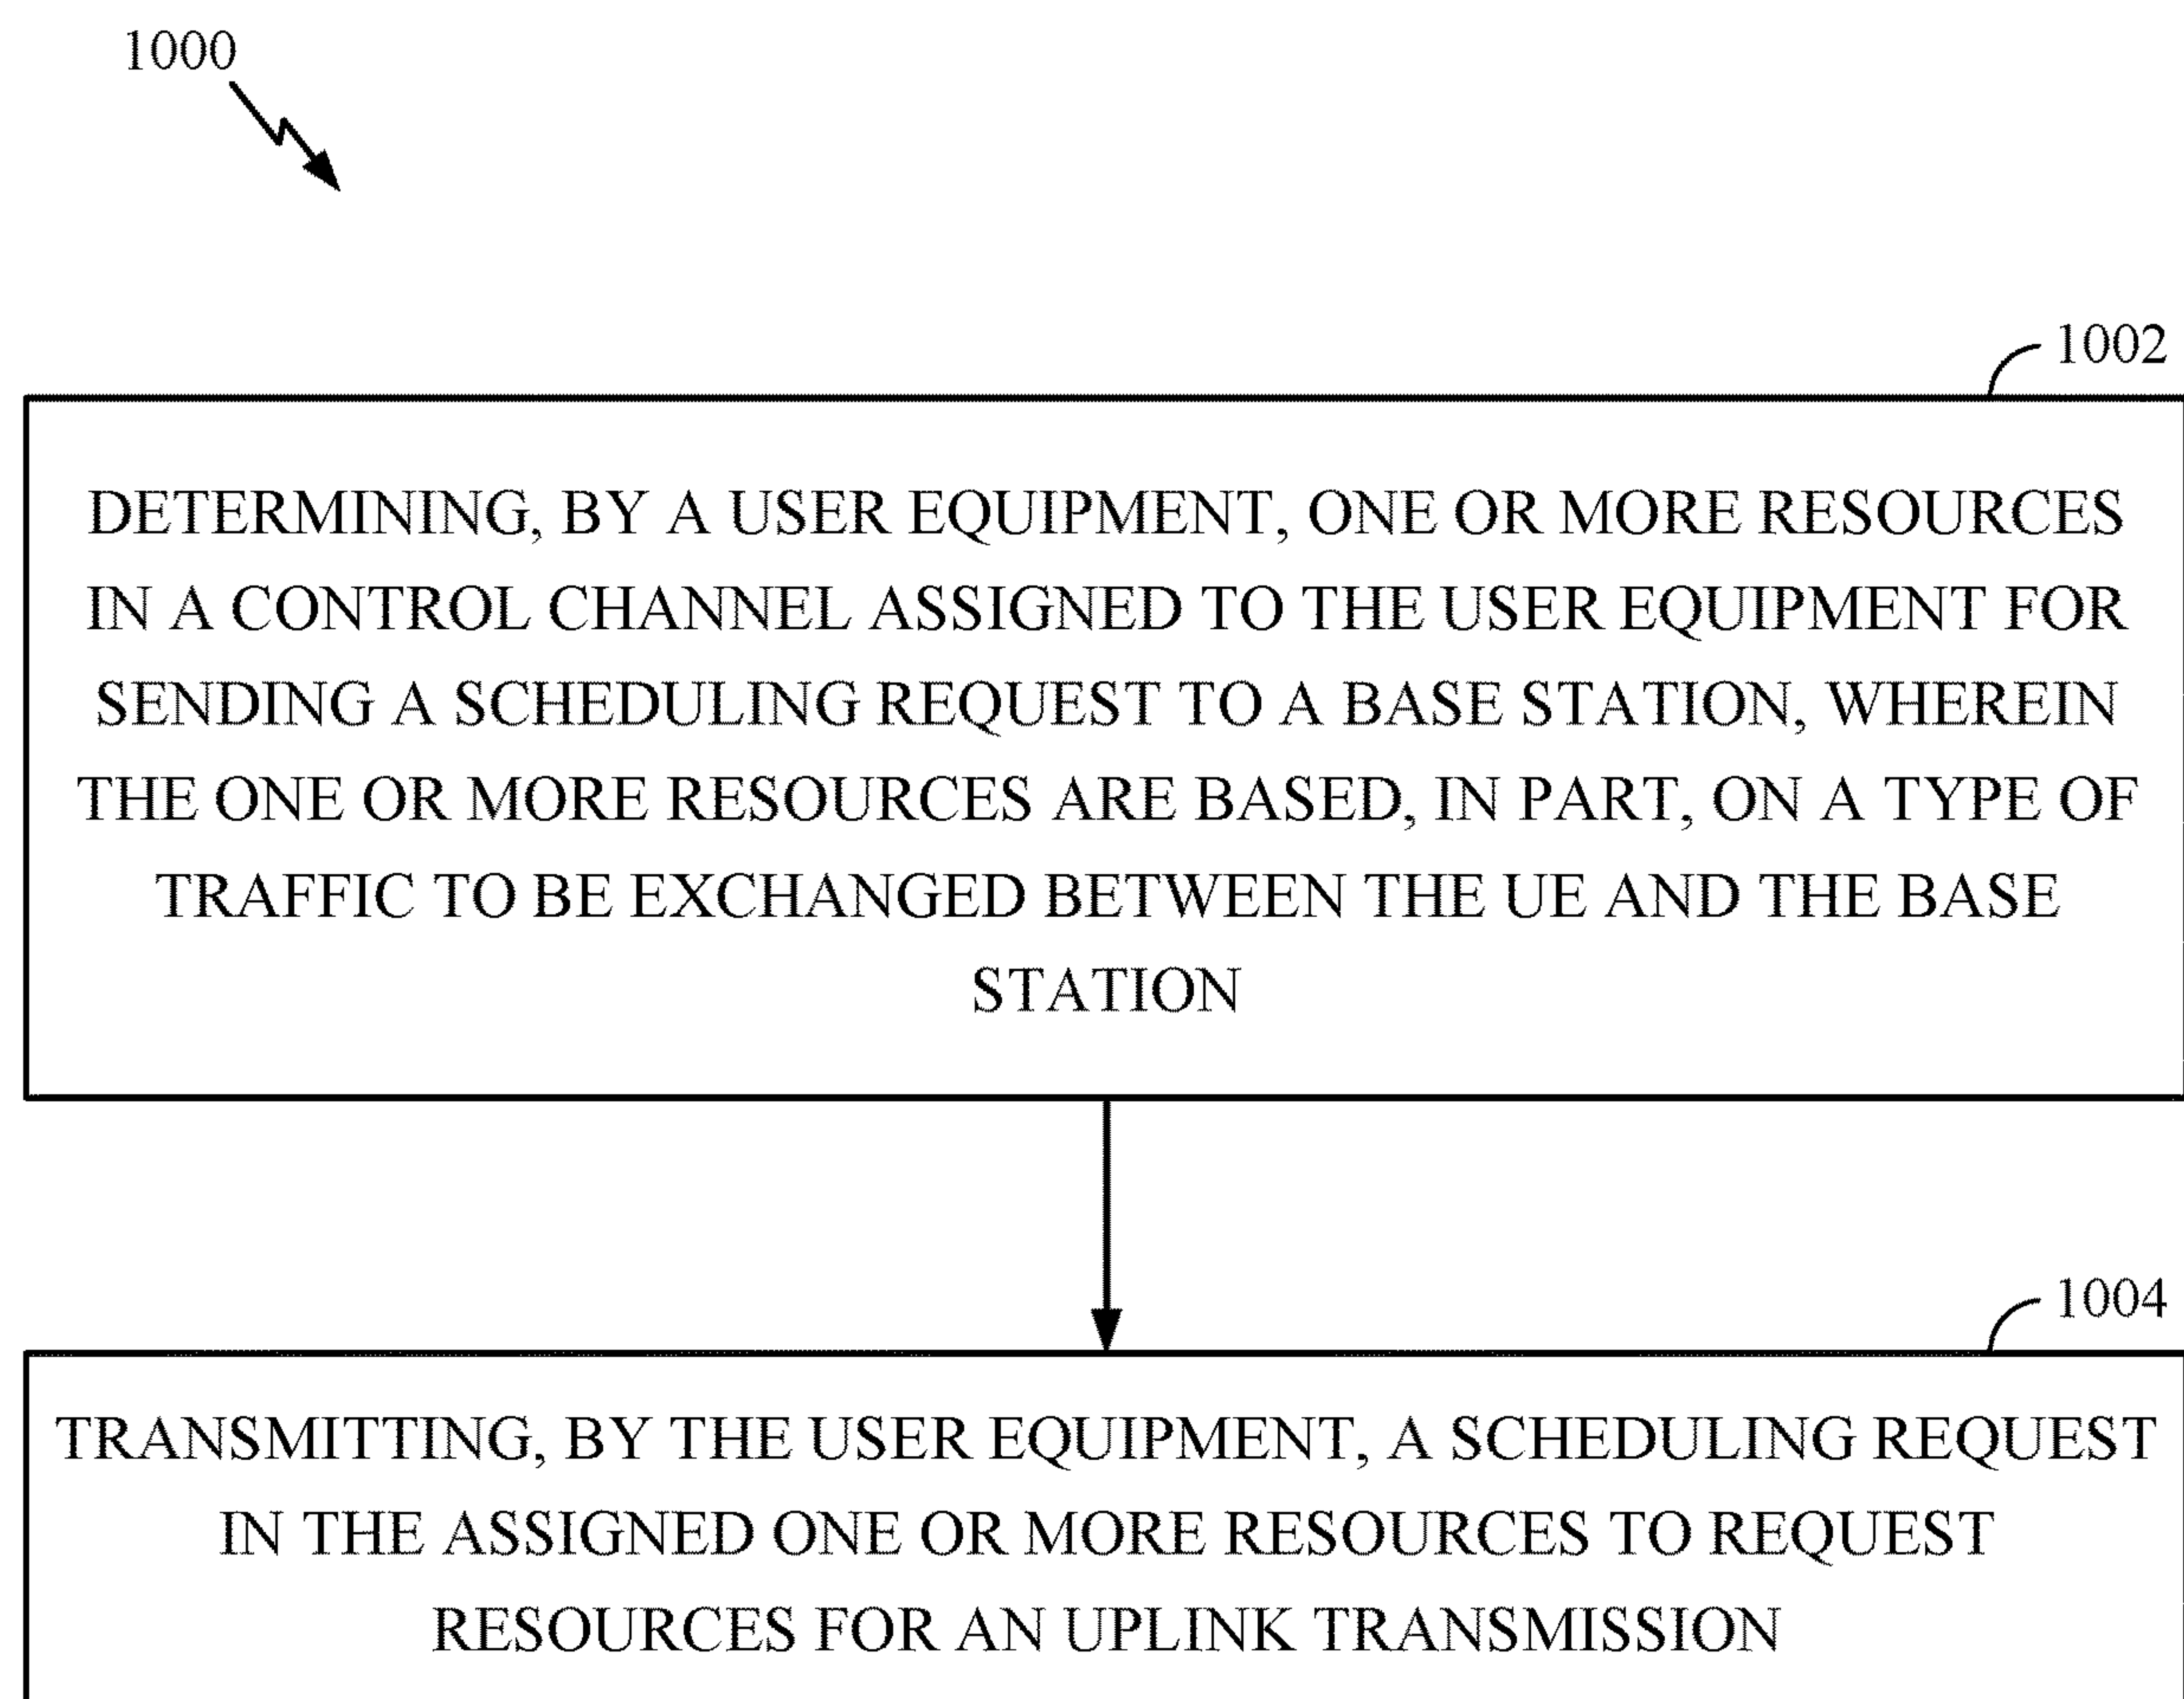 1000
1002
DETERMINING, BY A USER EQUIPMENT, ONE OR MORE RESOURCES
IN A CONTROL CHANNEL ASSIGNED TO THE USER EQUIPMENT FOR
SENDING A SCHEDULING REQUEST TO A BASE STATION, WHEREIN
THE ONE OR MORE RESOURCES ARE BASED, IN PART, ON A TYPE OF
TRAFFIC TO BE EXCHANGED BETWEEN THE UE AND THE BASE
STATION
1004
TRANSMITTING, BY THE USER EQUIPMENT, A SCHEDULING REQUEST
IN THE ASSIGNED ONE OR MORE RESOURCES TO REQUEST
RESOURCES FOR AN UPLINK TRANSMISSION